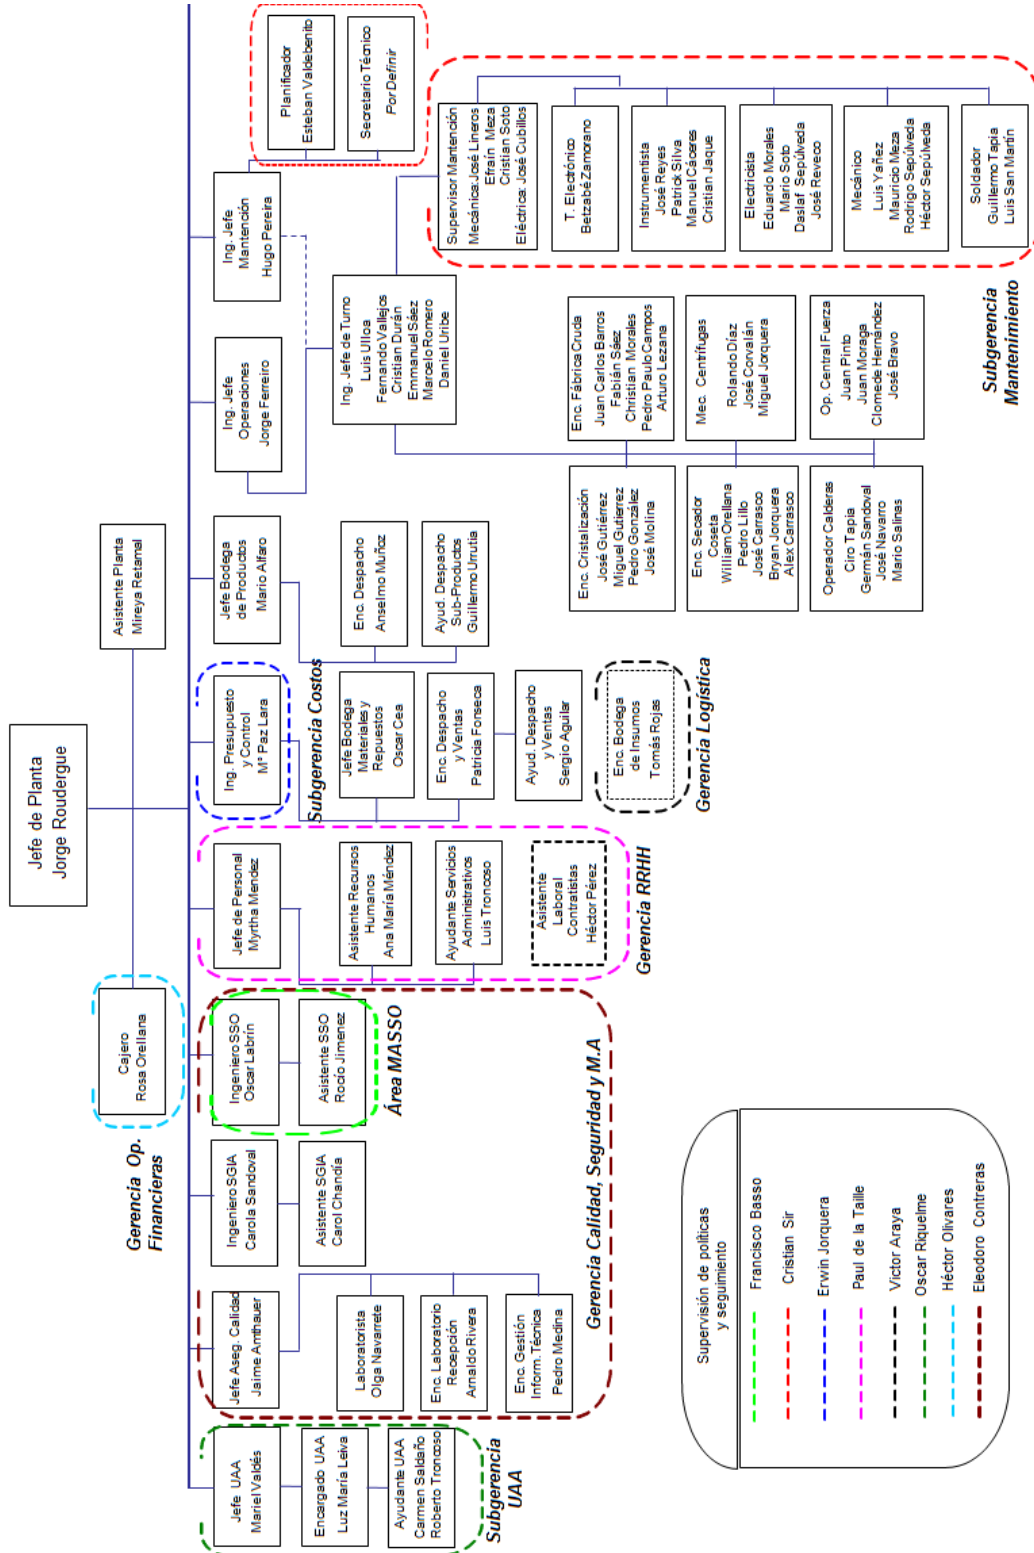 Jefe de Planta
Jorge Roudergue
Cajero
Rosa Orellana
Gerencia Op.
Financieras
Asistente Planta
Mireya Retamal
Jefe UAA
Mariel Valdés
Encargado UAA
Luz María Leiva
Ayudante UAA
Carmen Saldaño
Roberto Troncoso
Subgerencia
UAA
Jefe Aseg. Calidad
Jaime Amthauer
Laboratorista
Olga Navarrete
Enc. Laboratorio
Recepción
Arnaldo Rivera
Enc. Gestión
Inform. Técnica
Pedro Medina
Ingeniero SGIA
Carola Sandoval
Asistente SGIA
Carol Chandía
Ingeniero SSO
Oscar Labrín
Asistente SSO
Rocío Jimenez
Área MASSO
Gerencia Calidad, Seguridad y M.A
Jefe de Personal
Myrtha Mendez
Asistente Recursos
Humanos
Ana María Méndez
Ayudante Servicios
Administrativos
Luis Troncoso
Asistente
Laboral
Contratistas
Héctor Pérez
Gerencia RRHH
Ing. Presupuesto
y Control
Mª Paz Lara
Subgerencia Costos
Jefe Bodega
Materiales y
Repuestos
Oscar Cea
Enc. Despacho
y Ventas
Patricia Fonseca
Ayud. Despacho
y Ventas
Sergio Aguilar
Enc. Bodega
de Insumos
Tomás Rojas
Gerencia Logística
Jefe Bodega
de Productos
Mario Alfaro
Enc. Despacho
Anselmo Muñoz
Ayud. Despacho
Sub-Productos
Guillermo Urrutia
Ing. Jefe
Operaciones
Jorge Ferreiro
Ing. Jefe
Mantención
Hugo Pereira
Planificador
Esteban Valdebenito
Secretario Técnico
Por Definir
Ing. Jefe de Turno
Luis Ulloa
Fernando Vallejos
Cristian Durán
Emmanuel Sáez
Marcelo Romero
Daniel Uribe
Enc. Cristalización
José Gutiérrez
Miguel Gutierrez
Pedro González
José Molina
Enc. Fábrica Cruda
Juan Carlos Barros
Fabián Sáez
Christian Morales
Pedro Paulo Campos
Arturo Lezana
Enc. Secador
Coseta
William Orellana
Pedro Lillo
José Carrasco
Bryan Jorquera
Alex Carrasco
Mec. Centrífugas
Rolando Díaz
José Corvalán
Miguel Jorquera
Operador Calderas
Ciro Tapia
Germán Sandoval
José Navarro
Mario Salinas
Op. Central Fuerza
Juan Pinto
Juan Moraga
Clomede Hernández
José Bravo
Supervisor Mantención
Mecánica:José Lineros
Efraín Meza
Cristian Soto
Eléctrica: José Cubillos
T. Electrónico
Betzabé Zamorano
Instrumentista
José Reyes
Patrick Silva
Manuel Cáceres
Cristian Jaque
Electricista
Eduardo Morales
Mario Soto
Daslaf Sepúlveda
José Reveco
Mecánico
Luis Yañez
Mauricio Meza
Rodrigo Sepúlveda
Héctor Sepúlveda
Soldador
Guillermo Tapia
Luis San Martín
Subgerencia
Mantenimiento
Supervisión de políticas
y seguimiento
Francisco Basso
Cristian Sir
Erwin Jorquera
Paul de la Taille
Victor Araya
Oscar Riquelme
Héctor Olivares
Eleodoro Contreras